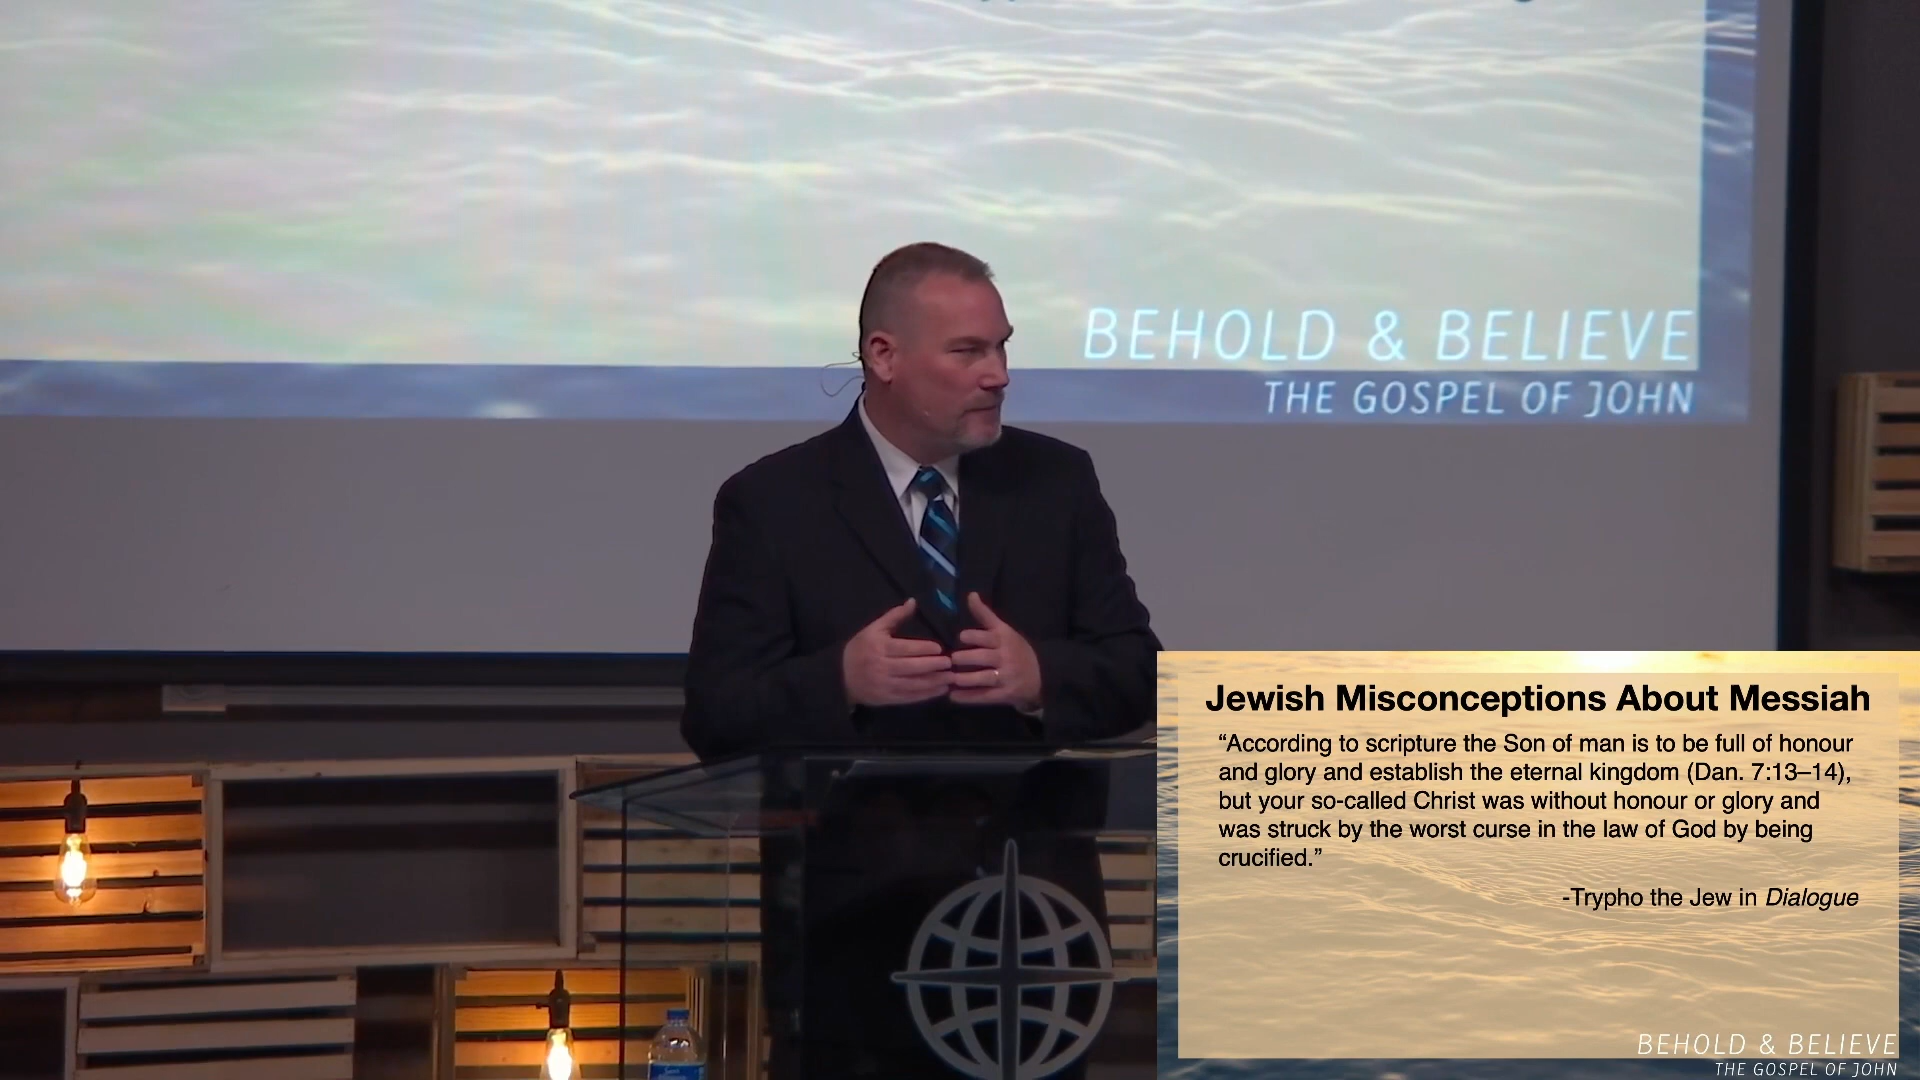 BEHOLD & BELIEVE
THE GOSPEL OF JOHN
Jewish Misconceptions About Messiah
“According to scripture the Son of man is to be full of honour
and glory and establish the eternal kingdom (Dan. 7:13–14),
but your so-called Christ was without honour or glory and
was struck by the worst curse in the law of God by being
crucified.”
-Trypho the Jew in Dialogue
BEHOLD & BELIEVE
THE GOSPEL OF JOHN